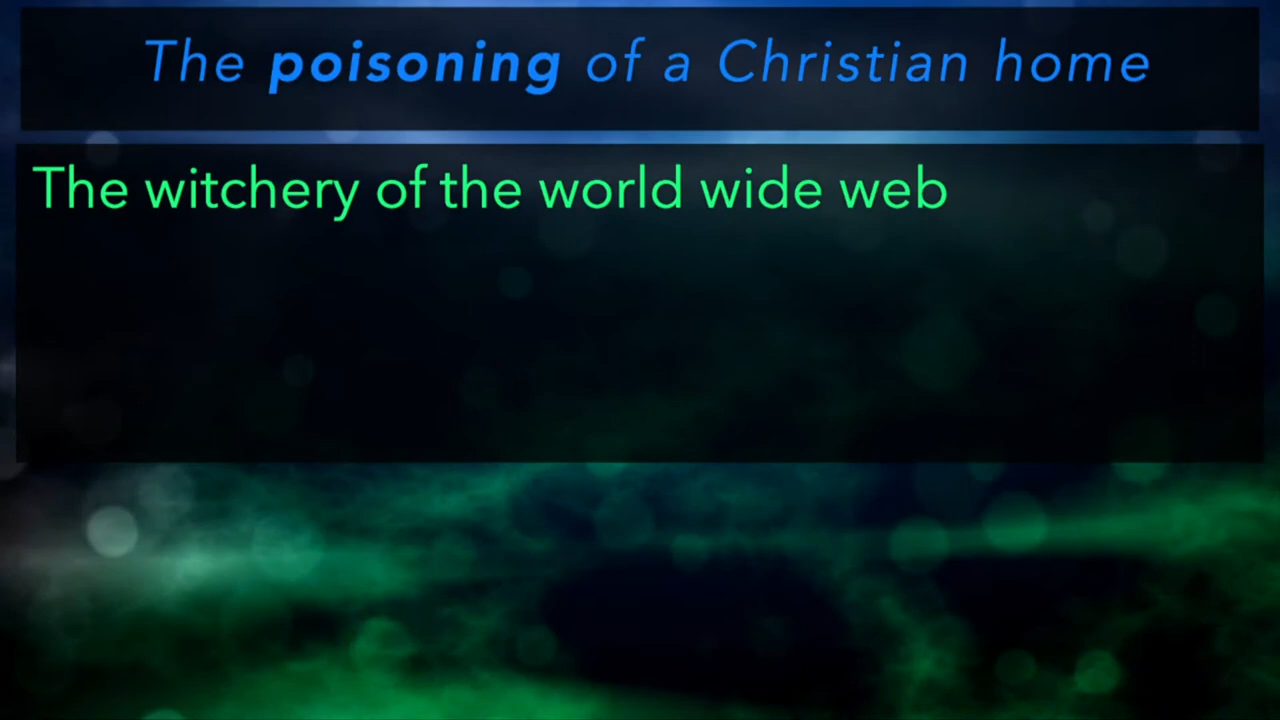 The poisoning of a Christian home
The witchery of the world wide web